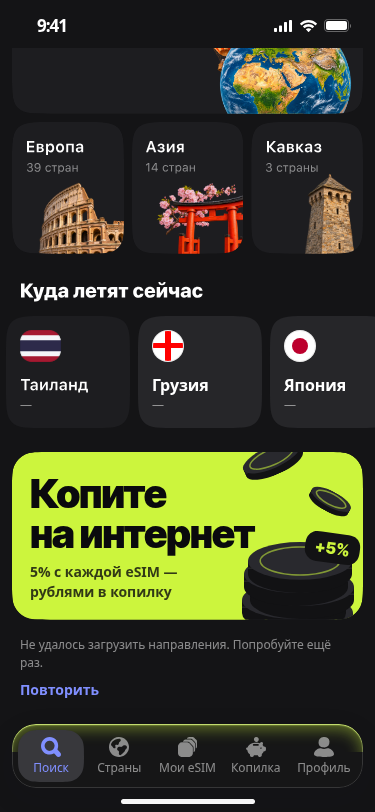 9:41
Европа
39 стран
Азия
14 стран
Кавказ
3 страны
Куда летят сейчас
Таиланд
—
Грузия
—
Япония
—
Копите
на интернет
5% с каждой eSIM —
рублями в копилку
+5%
Не удалось загрузить направления. Попробуйте ещё
раз.
Повторить
Поиск
Страны
Мои eSIM
Копилка
Профиль